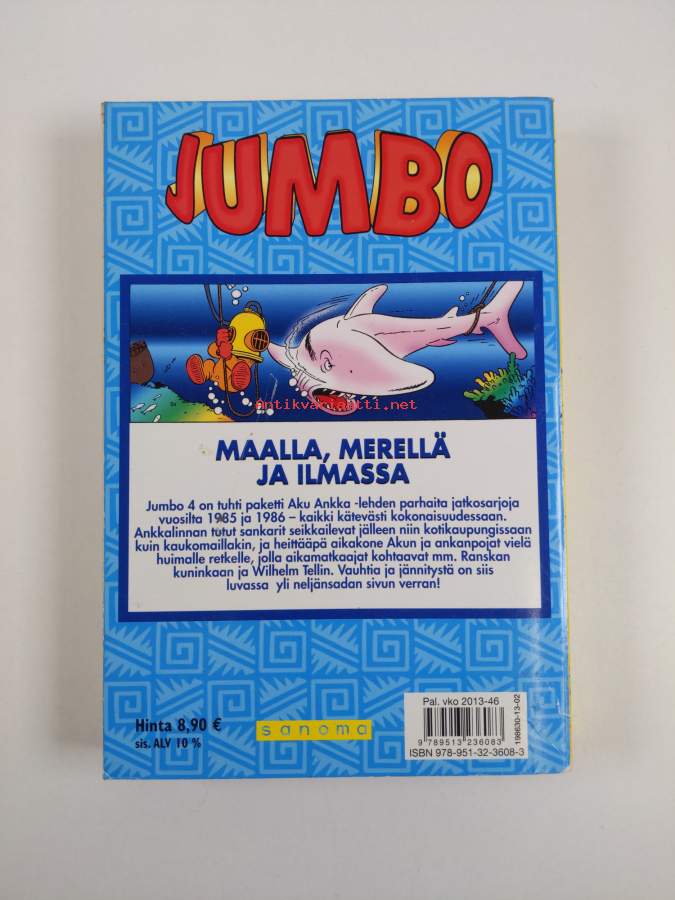 JUMBO
Antikvariaatti.net
MAALLA, MERELLÄ
JA ILMASSA
Jumbo 4 on tuhti paketti Aku Ankka -lehden parhaita jatkosarjoja
vuosilta 1985 ja 1986 – kaikki kätevästi kokonaisuudessaan.
Ankkalinnan tutut sankarit seikkailevat jälleen niin kotikaupungissaan
kuin kaukomaillakin, ja heittääpä aikakone Akun ja ankanpojat vielä
huimalle retkelle, jolla aikamatkaajat kohtaavat mm. Ranskan
kuninkaan ja Wilhelm Tellin. Vauhtia ja jännitystä on siis
luvassa yli neljänsadan sivun verran!
Hinta 8,90 €
sis. ALV 10 %
sanoma
Pal. vko 2013-46
198630-13-02
9 789513 236083
ISBN 978-951-32-3608-3